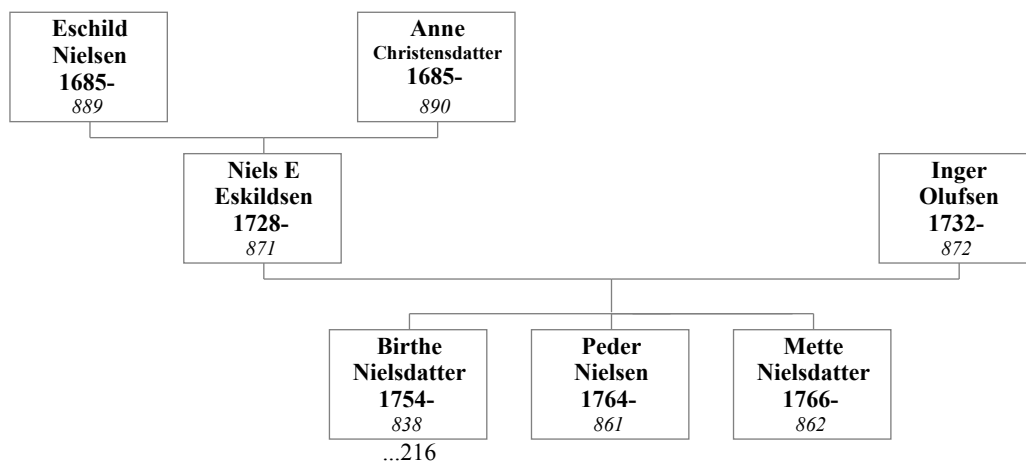 Eschild
Nielsen
1685-
889
Anne
Christensdatter
1685-
890
Niels E
Eskildsen
1728-
871
Inger
Olufsen
1732-
872
Birthe
Nielsdatter
1754-
838
...216
Peder
Nielsen
1764-
861
Mette
Nielsdatter
1766-
862